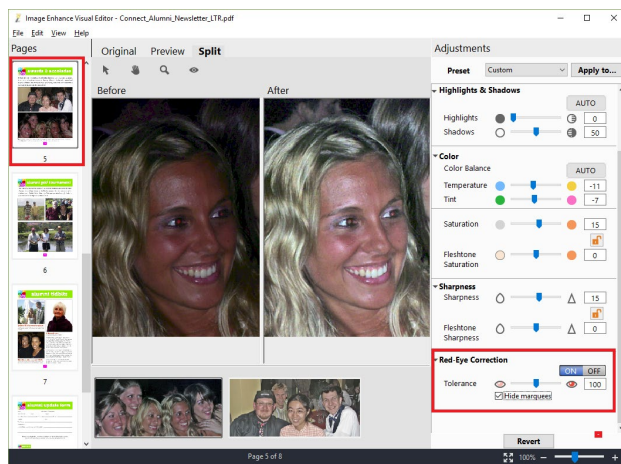 Image Enhance Visual Editor - Connect_Alumni_Newsletter_LTR.pdf
File Edit View Help
Pages
Original Preview Split
Adjustments
Preset Custom Apply to...
Before
After
Highlights & Shadows
AUTO
Highlights 0
Shadows 50
5
Color
Color Balance AUTO
Temperature -11
Tint -7
Saturation 15
Fleshtone
Saturation 0
6
Sharpness
Sharpness 15
Fleshtone
Sharpness 0
7
Red-Eye Correction
ON OFF
Tolerance 100
Hide marquees
Revert
Page 5 of 8
100%